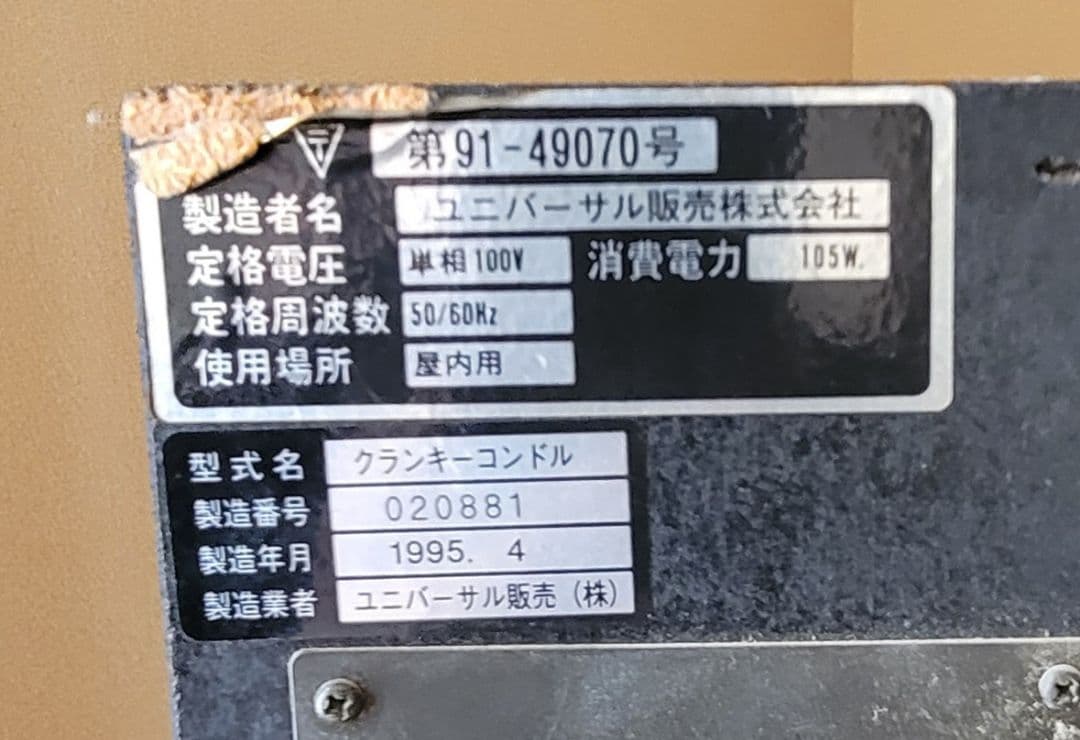 〒 第91-49070号
製造者名 ユニバーサル販売株式会社
定格電圧 単相100V 消費電力 105W.
定格周波数 50/60Hz
使用場所 屋内用
型式名 クランキーコンドル
製造番号 020881
製造年月 1995. 4
製造業者 ユニバーサル販売(株)